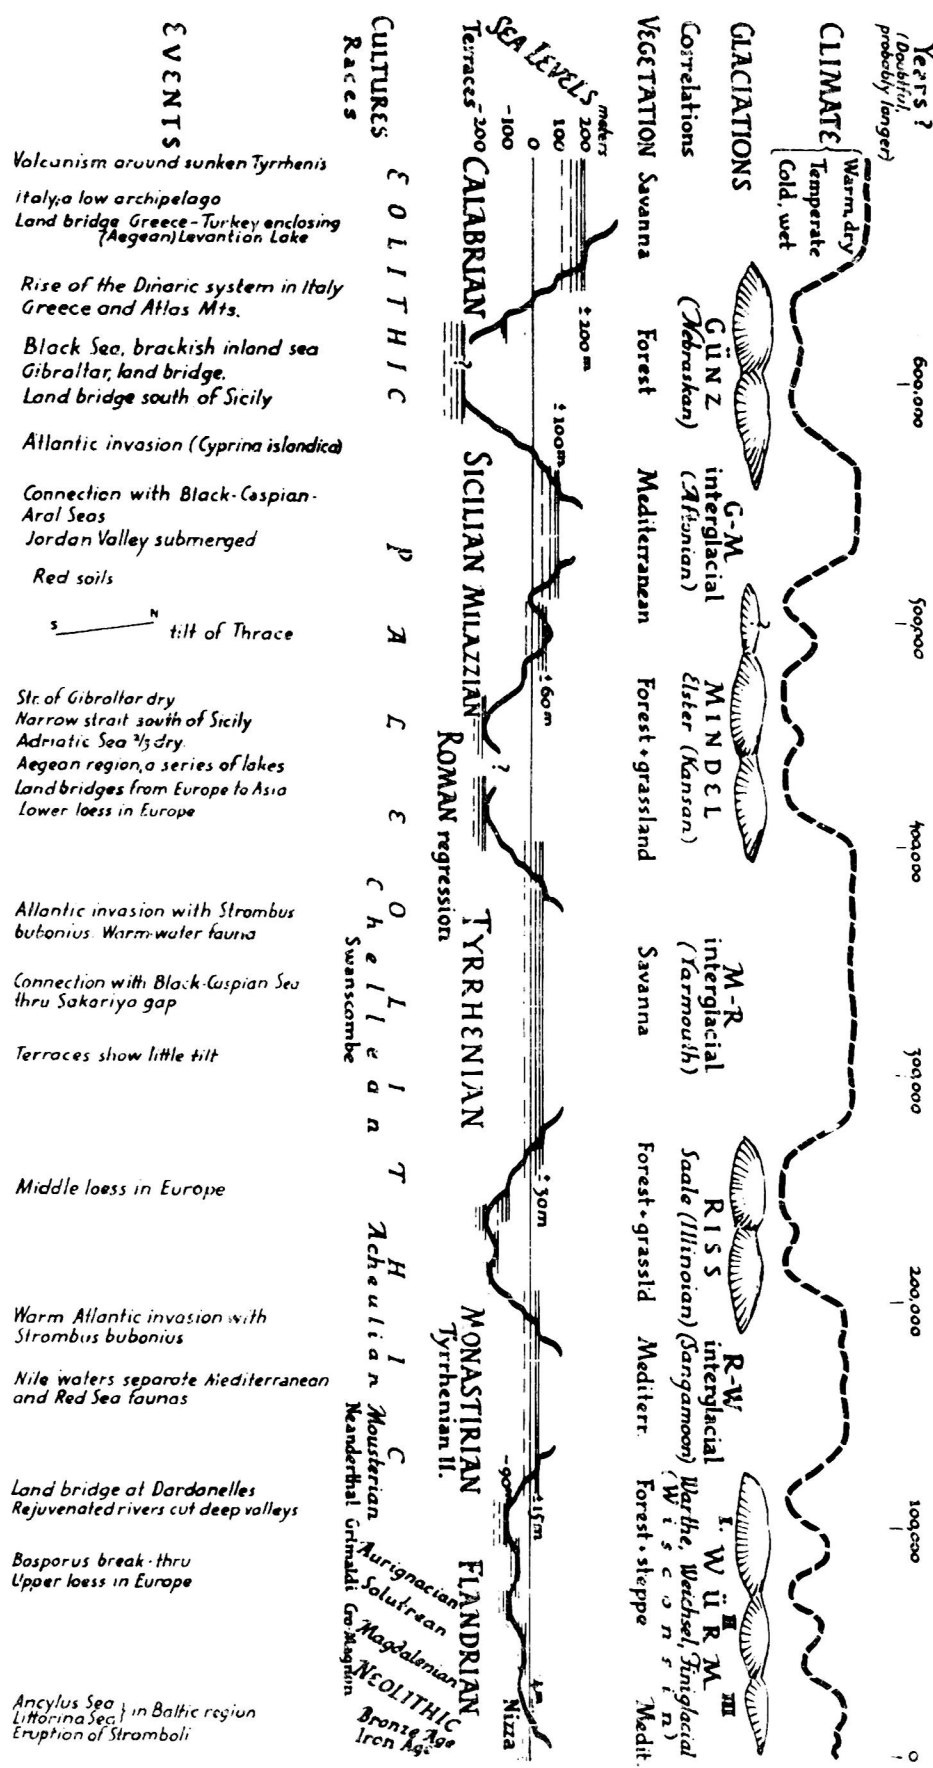 Years ?
(Doubtful,
probably longer)
600,000
500,000
400,000
300,000
200,000
100,000
0
CLIMATE
Warm, dry
Temperate
Cold, wet
GLACIATIONS
Correlations
GÜNZ
(Nebraskan)
G-M
interglacial
(Aftonian)
?
MINDEL
Elster (Kansan)
M-R
interglacial
(Yarmouth)
RISS
Saale (Illinoian)
R-W
interglacial
(Sangamoon)
I. WÜRM
II III
Warthe, Weichsel, Finiglacial
(Wisconsin)
VEGETATION
Savanna
Forest
Mediterranean
Forest + grassland
Savanna
Forest + grassl'd
Mediterr.
Forest + steppe
Medit.
SEA LEVELS
meters
200
100
0
-100
-200
± 200 m
± 100 m
± 60 m
± 30 m
± 15 m
-90m
4 m
?
?
Terraces
CALABRIAN
SICILIAN
MILAZZIAN
ROMAN regression
TYRRHENIAN
MONASTIRIAN
Tyrrhenian II.
FLANDRIAN
Nizza
CULTURES
Races
EOLITHIC
PALEOLITHIC
Chellean
Swanscombe
Acheulian
Mousterian
Neanderthal
Grimaldi
Cro-Magnon
Aurignacian
Solutrean
Magdalenian
NEOLITHIC
Bronze Age
Iron Age
EVENTS
Volcanism around sunken Tyrrhenis
Italy, a low archipelago
Land bridge Greece-Turkey enclosing
(Aegean) Levantian Lake
Rise of the Dinaric system in Italy
Greece and Atlas Mts.
Black Sea, brackish inland sea
Gibraltar, land bridge.
Land bridge south of Sicily
Atlantic invasion (Cyprina islandica)
Connection with Black-Caspian-
Aral Seas
Jordan Valley submerged
Red soils
S N tilt of Thrace
Str. of Gibraltar dry
Narrow strait south of Sicily
Adriatic Sea 2/3 dry.
Aegean region, a series of lakes
Land bridges from Europe to Asia
Lower loess in Europe
Atlantic invasion with Strombus
bubonius. Warm-water fauna
Connection with Black-Caspian Sea
thru Sakariya gap
Terraces show little tilt
Middle loess in Europe
Warm Atlantic invasion with
Strombus bubonius
Nile waters separate Mediterranean
and Red Sea faunas
Land bridge at Dardanelles
Rejuvenated rivers cut deep valleys
Bosporus break-thru
Upper loess in Europe
Ancylus Sea
Littorina Sea } in Baltic region
Eruption of Stromboli